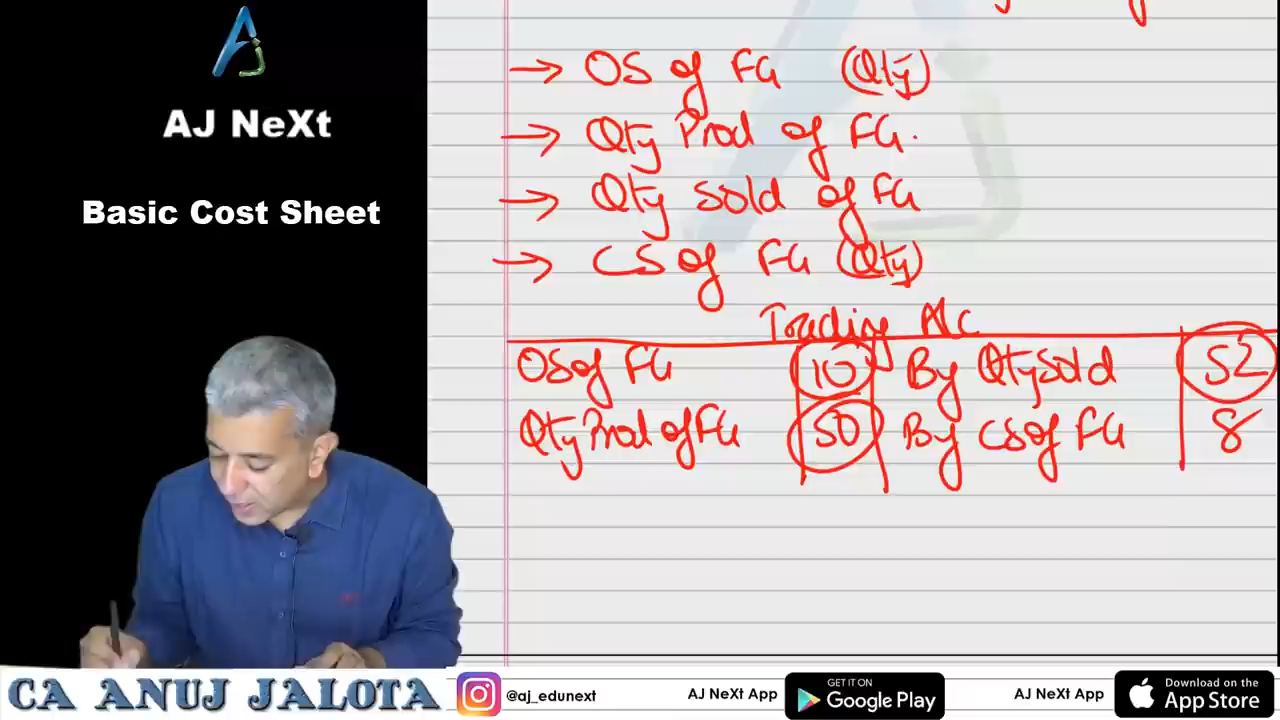 AJ NeXt
Basic Cost Sheet
→ OS of FG (Qty)
→ Qty Prod of FG.
→ Qty Sold of FG
→ CS of FG (Qty)
Trading A/c
OS of FG 10 By Qty sold 52
Qty Prod of FG 50 By CS of FG 8
CA ANUJ JALOTA @aj_edunext AJ NeXt App GET IT ON Google Play AJ NeXt App Download on the App Store